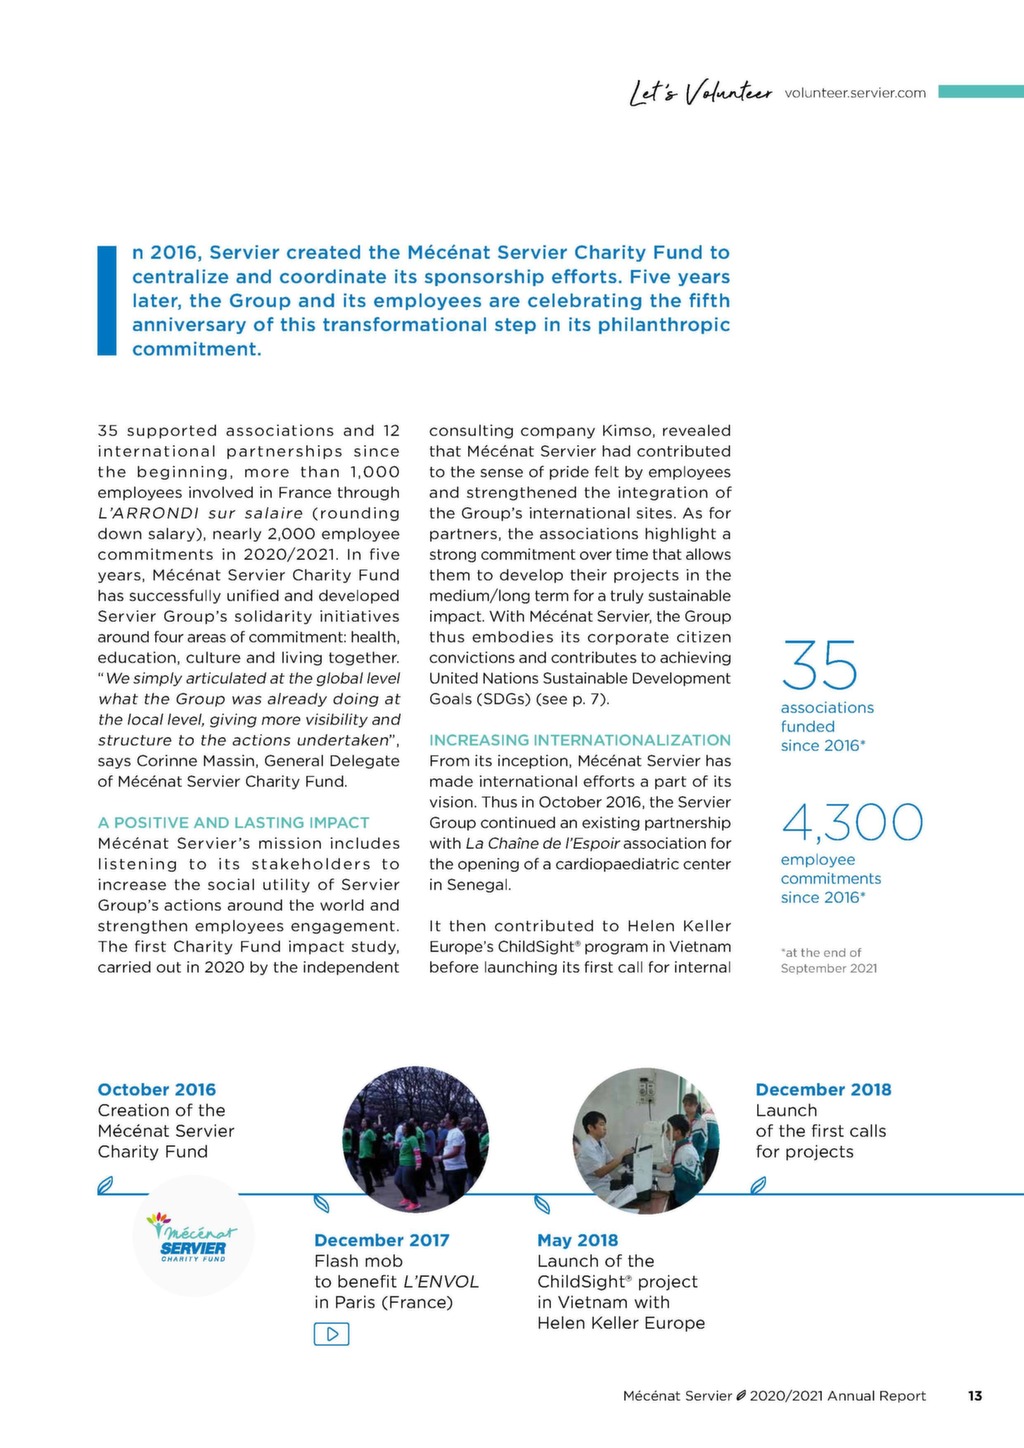 Let's Volunteer volunteer.servier.com
In 2016, Servier created the Mécénat Servier Charity Fund to
centralize and coordinate its sponsorship efforts. Five years
later, the Group and its employees are celebrating the fifth
anniversary of this transformational step in its philanthropic
commitment.
35 supported associations and 12
international partnerships since
the beginning, more than 1,000
employees involved in France through
L'ARRONDI sur salaire (rounding
down salary), nearly 2,000 employee
commitments in 2020/2021. In five
years, Mécénat Servier Charity Fund
has successfully unified and developed
Servier Group's solidarity initiatives
around four areas of commitment: health,
education, culture and living together.
"We simply articulated at the global level
what the Group was already doing at
the local level, giving more visibility and
structure to the actions undertaken",
says Corinne Massin, General Delegate
of Mécénat Servier Charity Fund.
A POSITIVE AND LASTING IMPACT
Mécénat Servier's mission includes
listening to its stakeholders to
increase the social utility of Servier
Group's actions around the world and
strengthen employees engagement.
The first Charity Fund impact study,
carried out in 2020 by the independent
consulting company Kimso, revealed
that Mécénat Servier had contributed
to the sense of pride felt by employees
and strengthened the integration of
the Group's international sites. As for
partners, the associations highlight a
strong commitment over time that allows
them to develop their projects in the
medium/long term for a truly sustainable
impact. With Mécénat Servier, the Group
thus embodies its corporate citizen
convictions and contributes to achieving
United Nations Sustainable Development
Goals (SDGs) (see p. 7).
INCREASING INTERNATIONALIZATION
From its inception, Mécénat Servier has
made international efforts a part of its
vision. Thus in October 2016, the Servier
Group continued an existing partnership
with La Chaîne de l'Espoir association for
the opening of a cardiopaediatric center
in Senegal.
It then contributed to Helen Keller
Europe's ChildSight® program in Vietnam
before launching its first call for internal
35
associations
funded
since 2016*
4,300
employee
commitments
since 2016*
*at the end of
September 2021
October 2016
Creation of the
Mécénat Servier
Charity Fund
mécénat
SERVIER
CHARITY FUND
December 2017
Flash mob
to benefit L'ENVOL
in Paris (France)
May 2018
Launch of the
ChildSight® project
in Vietnam with
Helen Keller Europe
December 2018
Launch
of the first calls
for projects
Mécénat Servier 2020/2021 Annual Report 13